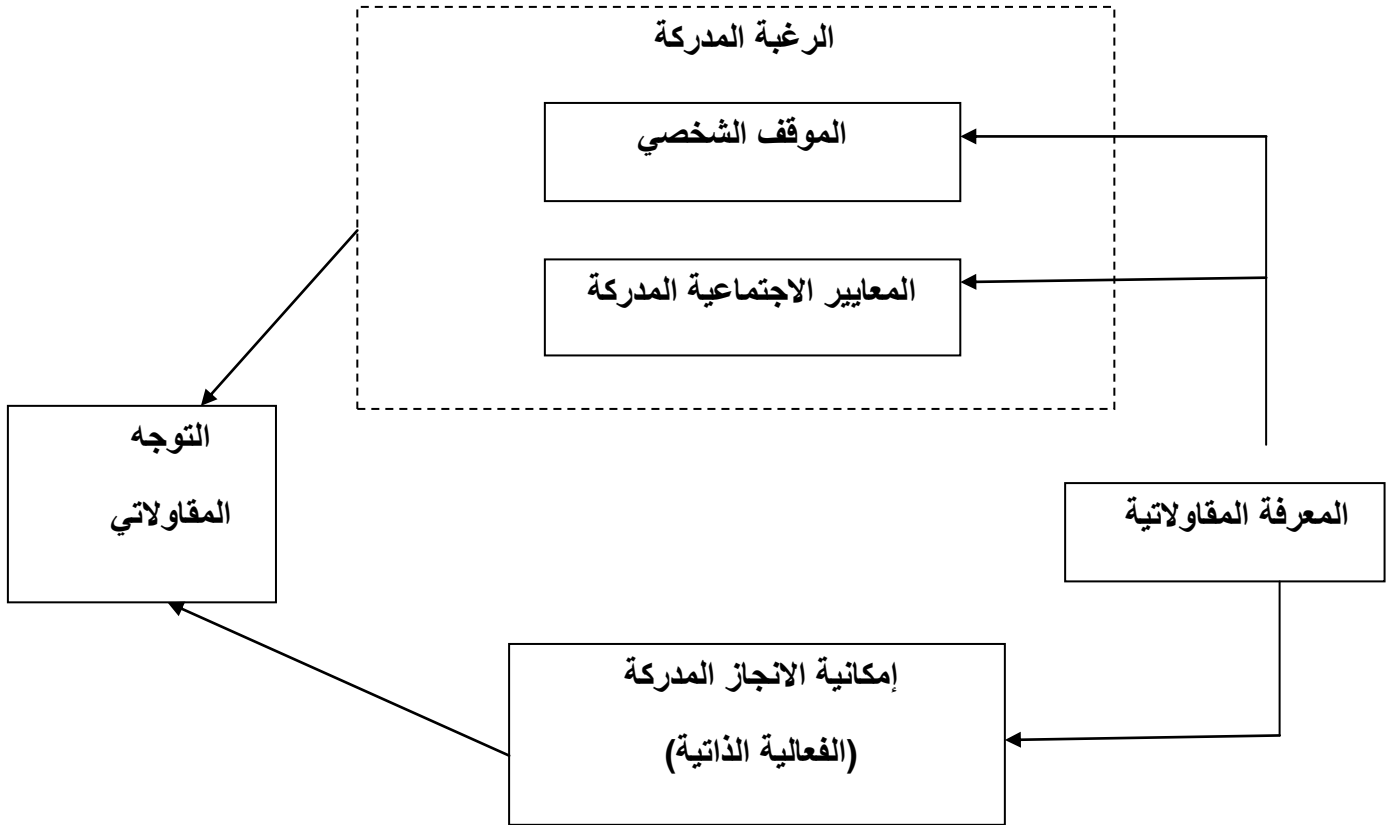 الرغبة المدركة
الموقف الشخصي
المعايير الاجتماعية المدركة
التوجه
المقاولاتي
المعرفة المقاولاتية
إمكانية الانجاز المدركة
(الفعالية الذاتية)